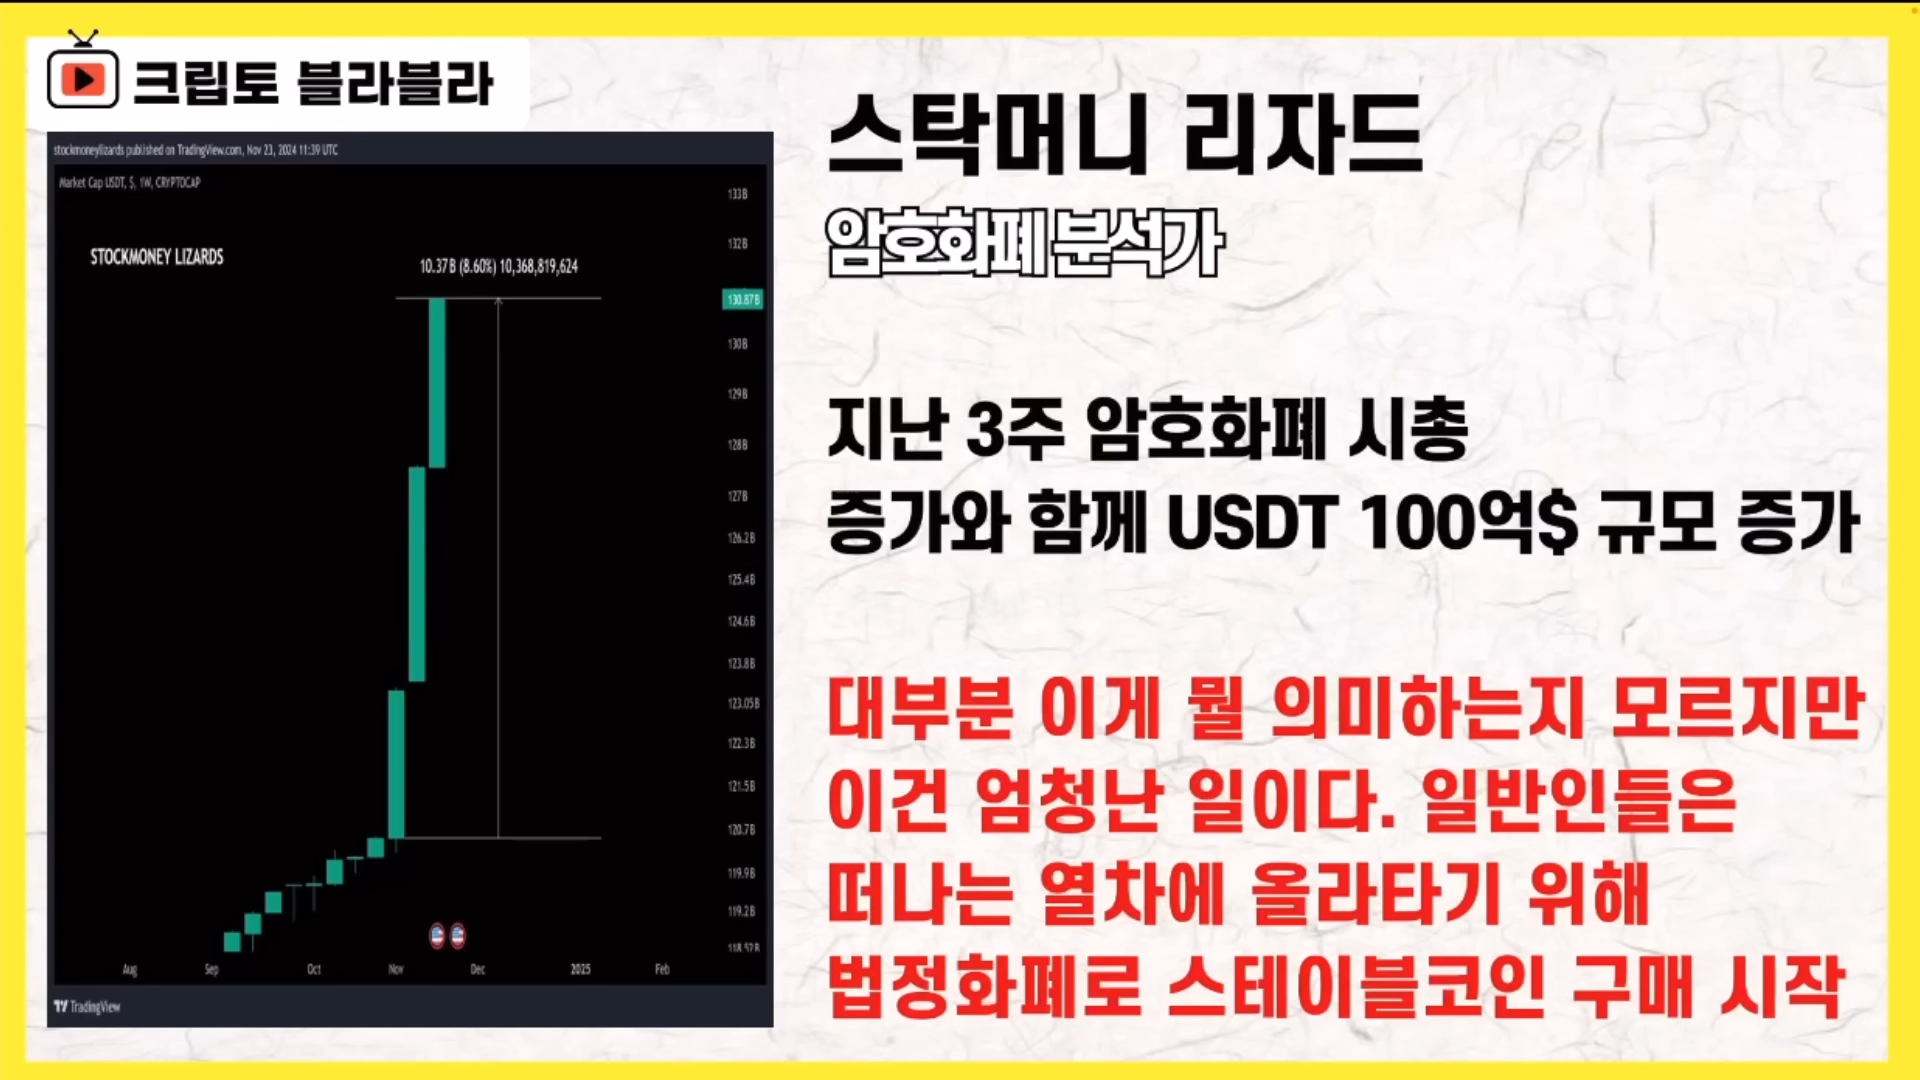 크립토 블라블라
스탁머니 리자드
암호화폐 분석가
stockmoneylizards published on TradingView.com, Nov 23, 2024 11:39 UTC
Market Cap USDT, $, 1W, CRYPTOCAP
STOCKMONEY LIZARDS
10.37B (8.60%) 10,368,819,624
133B
132B
130.87B
130B
129B
128B
127B
126.2B
125.4B
124.6B
123.8B
123.05B
122.3B
121.5B
120.7B
119.9B
119.2B
Aug Sep Oct Nov Dec 2025 Feb
TradingView
지난 3주 암호화폐 시총
증가와 함께 USDT 100억$ 규모 증가
대부분 이게 뭘 의미하는지 모르지만
이건 엄청난 일이다. 일반인들은
떠나는 열차에 올라타기 위해
법정화폐로 스테이블코인 구매 시작